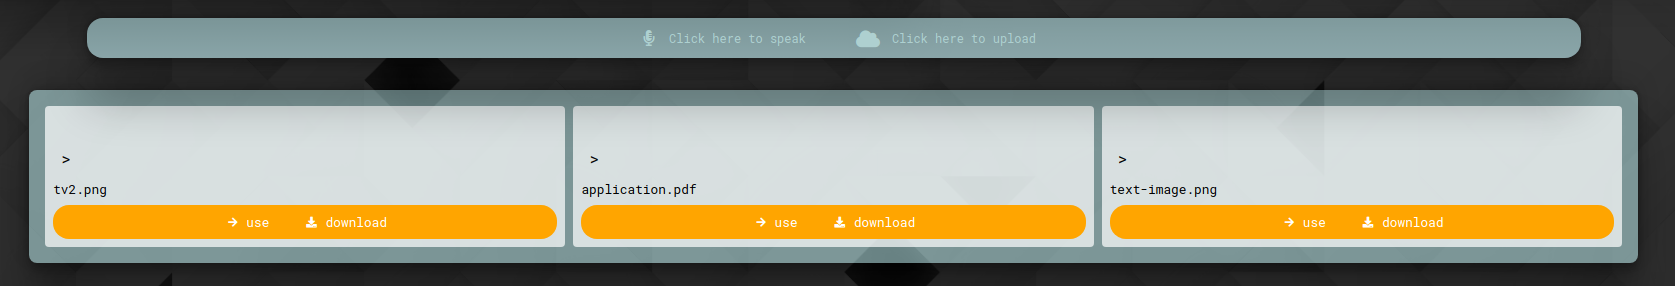 Click here to speak Click here to upload
> > >
tv2.png application.pdf text-image.png
use download use download use download